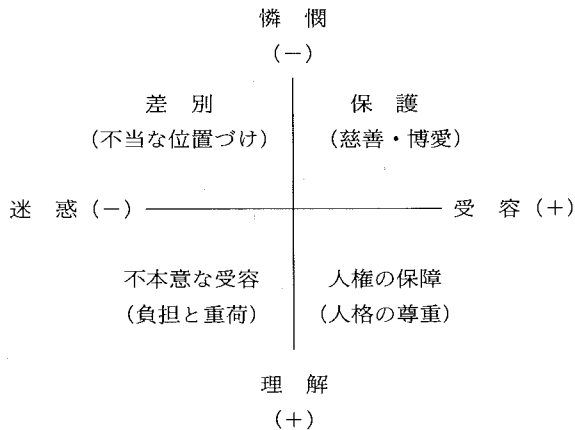 憐　憫
(－)
差　別
(不当な位置づけ)
保　護
(慈善・博愛)
迷　惑 (－)
受　容 (＋)
不本意な受容
(負担と重荷)
人権の保障
(人格の尊重)
理　解
(＋)